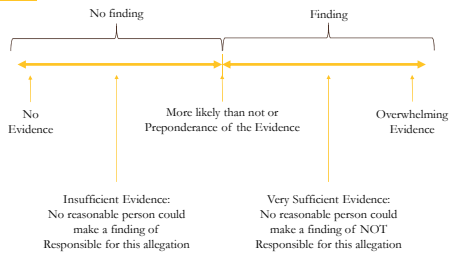 No finding
Finding
No
Evidence
More likely than not or
Preponderance of the Evidence
Overwhelming
Evidence
Insufficient Evidence:
No reasonable person could
make a finding of
Responsible for this allegation
Very Sufficient Evidence:
No reasonable person could
make a finding of NOT
Responsible for this allegation